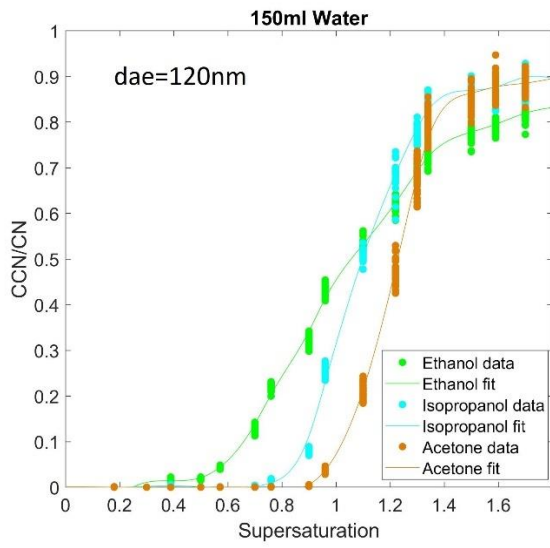 150ml Water
dae=120nm
CCN/CN
1
0.9
0.8
0.7
0.6
0.5
0.4
0.3
0.2
0.1
0
Ethanol data
Ethanol fit
Isopropanol data
Isopropanol fit
Acetone data
Acetone fit
0 0.2 0.4 0.6 0.8 1 1.2 1.4 1.6
Supersaturation